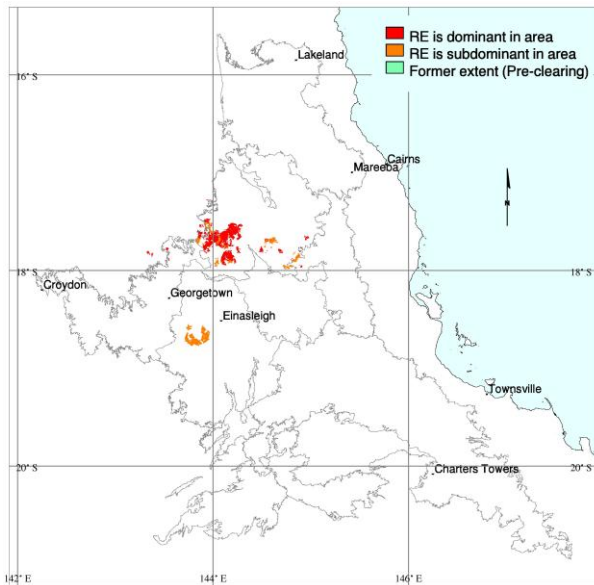 RE is dominant in area
RE is subdominant in area
Former extent (Pre-clearing)
Lakeland
16° S
Cairns
Mareeba
N
18° S
Croydon
Georgetown
Einasleigh
Townsville
20° S
Charters Towers
20° S
142° E
144° E
146° E
18° S